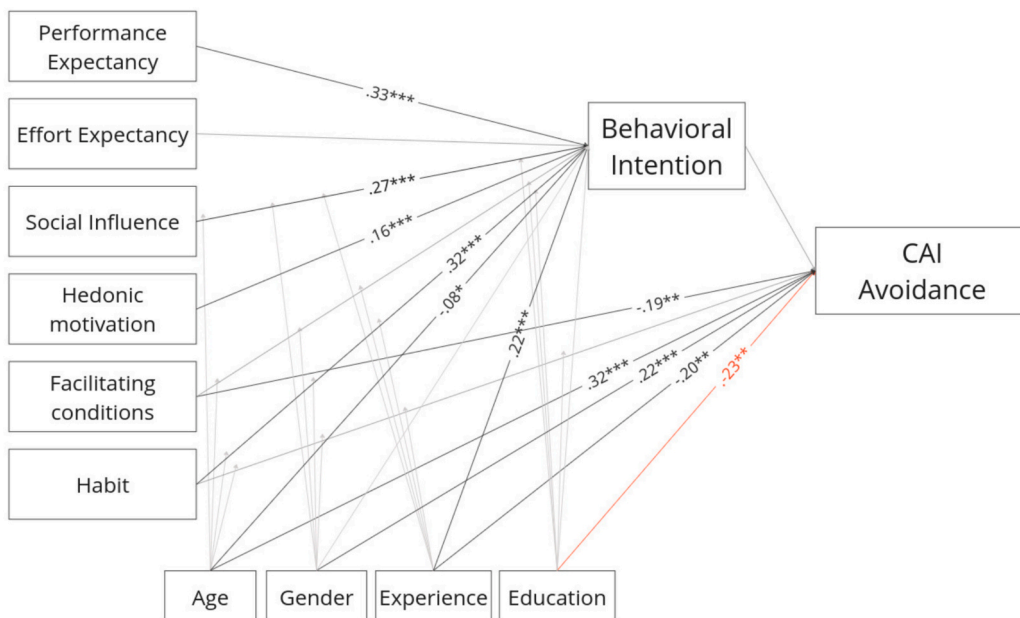 Performance
Expectancy
Effort Expectancy
Social Influence
Hedonic
motivation
Facilitating
conditions
Habit
Behavioral
Intention
CAI
Avoidance
.33***
.27***
.16***
.32***
-.08*
.22***
-.19**
.32***
.22***
-.20**
-.23**
Age
Gender
Experience
Education